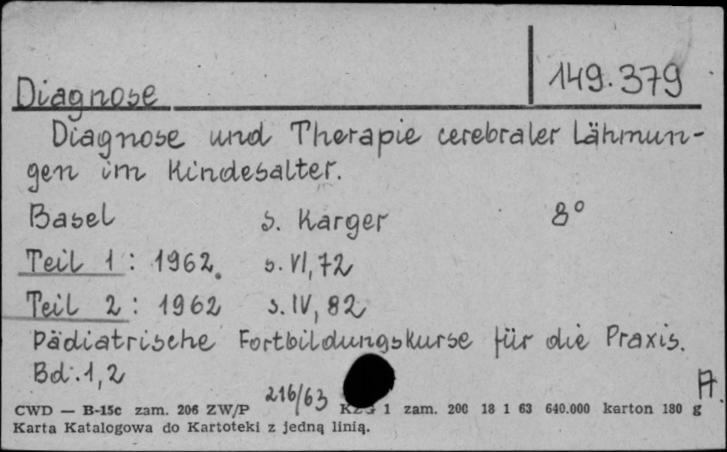 149.379
Diagnose
Diagnose und Therapie cerebraler Lähmun-
gen im Kindesalter.
Basel S. Karger 8°
Teil 1: 1962. s. VI, 72
Teil 2: 1962 s. IV, 82
Pädiatrische Fortbildungskurse für die Praxis.
Bd. 1, 2
216/63
CWD — B-15c zam. 206 ZW/P 1 zam. 200 18 1 63 640.000 karton 180 g
Karta Katalogowa do Kartoteki z jedną linią.